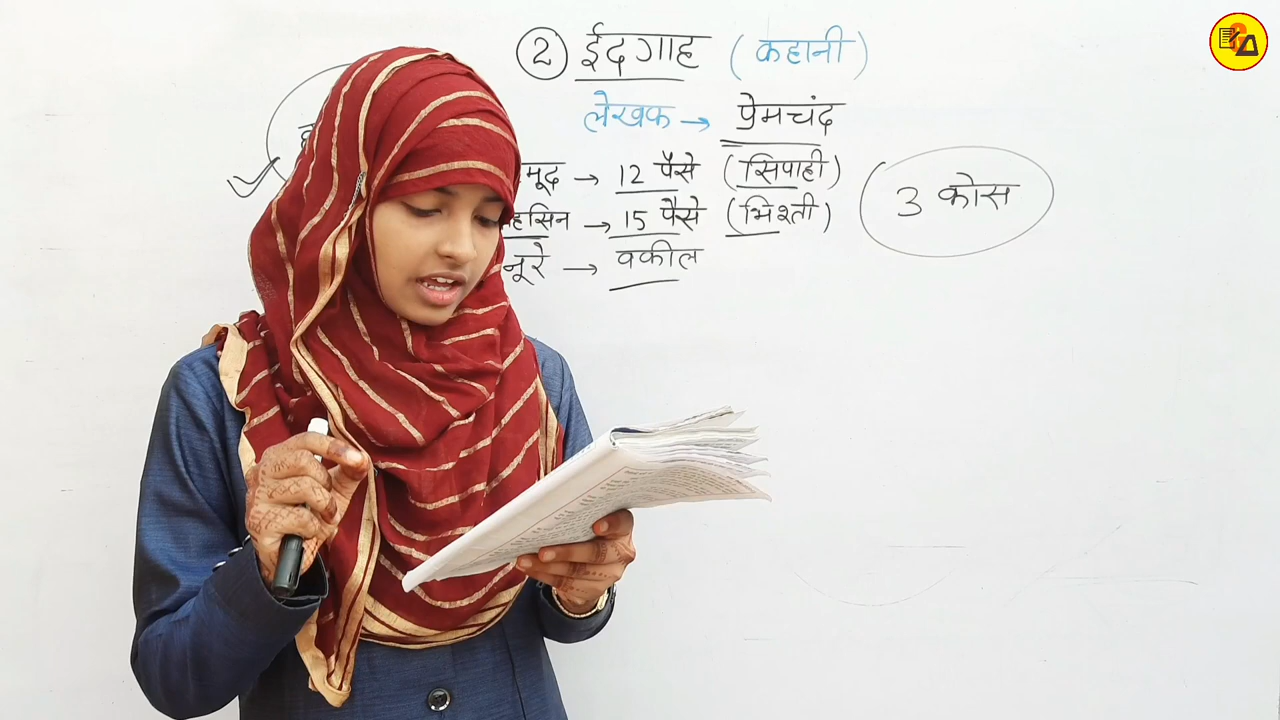 ② ईदगाह (कहानी)
लेखक → प्रेमचंद
मूद → 12 पैसे (सिपाही)
हसिन → 15 पैसे (भिश्ती)
नूरे → वकील
3 कोस